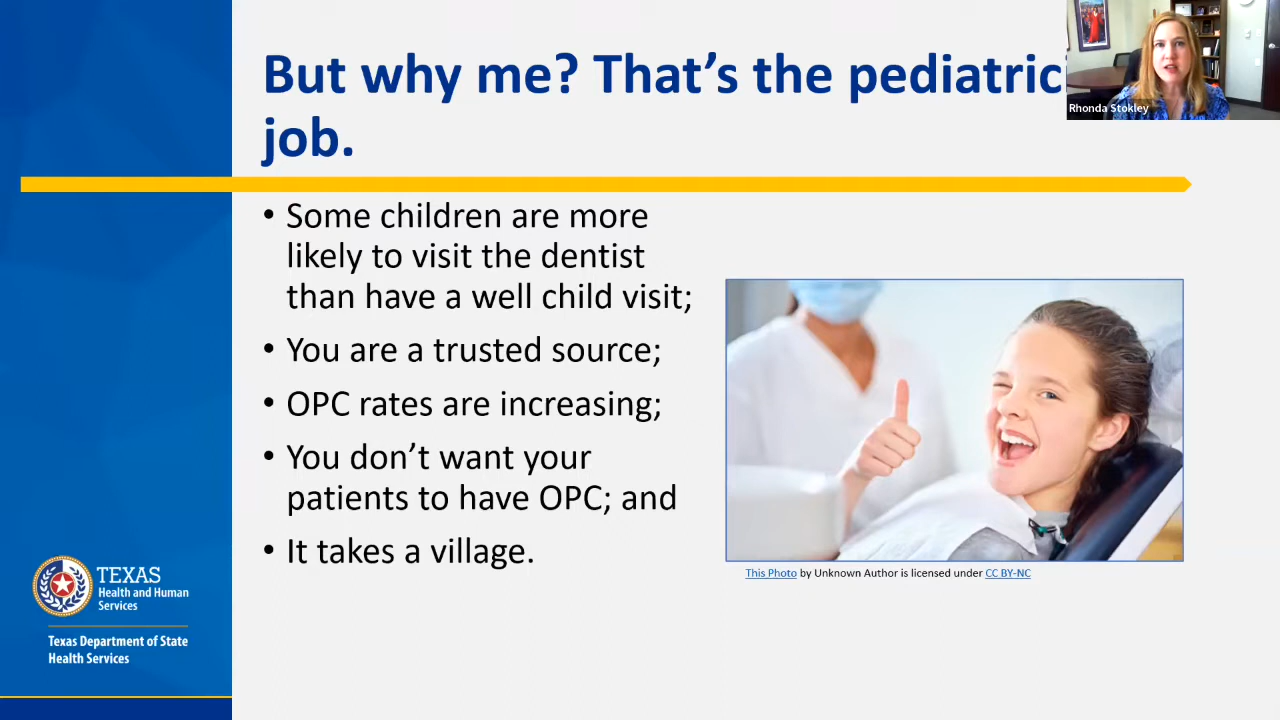 But why me? That's the pediatrici
job.
Rhonda Stokley
• Some children are more
likely to visit the dentist
than have a well child visit;
• You are a trusted source;
• OPC rates are increasing;
• You don't want your
patients to have OPC; and
• It takes a village.
This Photo by Unknown Author is licensed under CC BY-NC
TEXAS
Health and Human
Services
Texas Department of State
Health Services